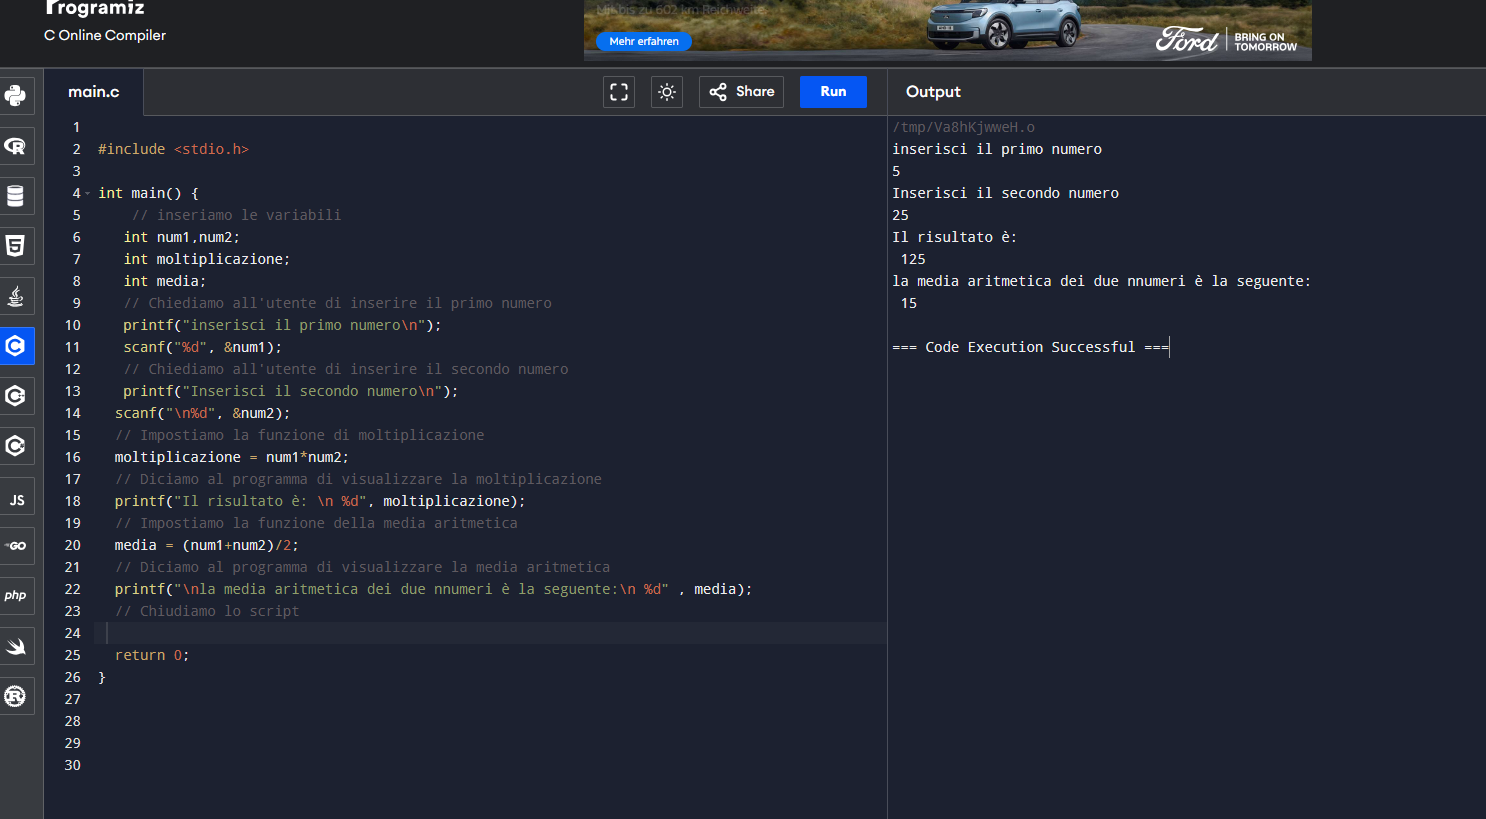 Programiz
C Online Compiler
Mit bis zu 602 km Reichweite
Mehr erfahren
Ford
BRING ON
TOMORROW
main.c
Share
Run
Output
1
2 #include <stdio.h>
3
4 int main() {
5 // inseriamo le variabili
6 int num1,num2;
7 int moltiplicazione;
8 int media;
9 // Chiediamo all'utente di inserire il primo numero
10 printf("inserisci il primo numero\n");
11 scanf("%d", &num1);
12 // Chiediamo all'utente di inserire il secondo numero
13 printf("Inserisci il secondo numero\n");
14 scanf("\n%d", &num2);
15 // Impostiamo la funzione di moltiplicazione
16 moltiplicazione = num1*num2;
17 // Diciamo al programma di visualizzare la moltiplicazione
18 printf("Il risultato è: \n %d", moltiplicazione);
19 // Impostiamo la funzione della media aritmetica
20 media = (num1+num2)/2;
21 // Diciamo al programma di visualizzare la media aritmetica
22 printf("\nla media aritmetica dei due nnumeri è la seguente:\n %d" , media);
23 // Chiudiamo lo script
24
25 return 0;
26 }
27
28
29
30
/tmp/Va8hKjwweH.o
inserisci il primo numero
5
Inserisci il secondo numero
25
Il risultato è:
125
la media aritmetica dei due nnumeri è la seguente:
15
=== Code Execution Successful ===
R
5
C
C
C
JS
GO
php
R